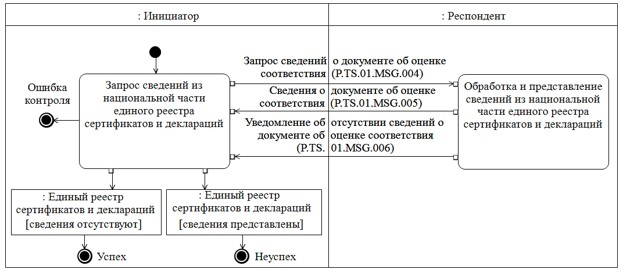 : Инициатор
: Респондент
Ошибка
контроля
Запрос сведений из
национальной части
единого реестра
сертификатов и деклараций
Запрос сведений о документе об оценке
соответствия (P.TS.01.MSG.004)
Сведения о документе об оценке
соответствия (P.TS.01.MSG.005)
Уведомление об отсутствии сведений о
документе об оценке соответствия
(P.TS. 01.MSG.006)
Обработка и представление
сведений из национальной
части единого реестра
сертификатов и деклараций
: Единый реестр
сертификатов и деклараций
[сведения отсутствуют]
: Единый реестр
сертификатов и деклараций
[сведения представлены]
Успех
Неуспех